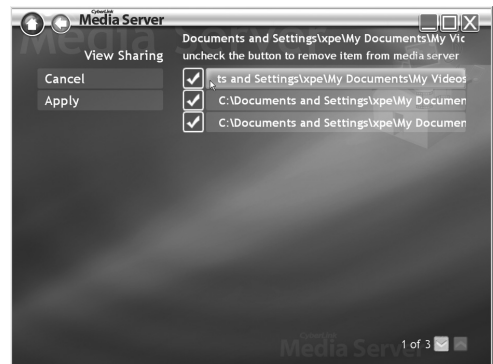 CyberLink
Media Server
Media Server
Documents and Settings\xpe\My Documents\My Vic
View Sharing
uncheck the button to remove item from media server
Cancel
ts and Settings\xpe\My Documents\My Videos
Apply
C:\Documents and Settings\xpe\My Documen
C:\Documents and Settings\xpe\My Documen
CyberLink
Media Server
1 of 3